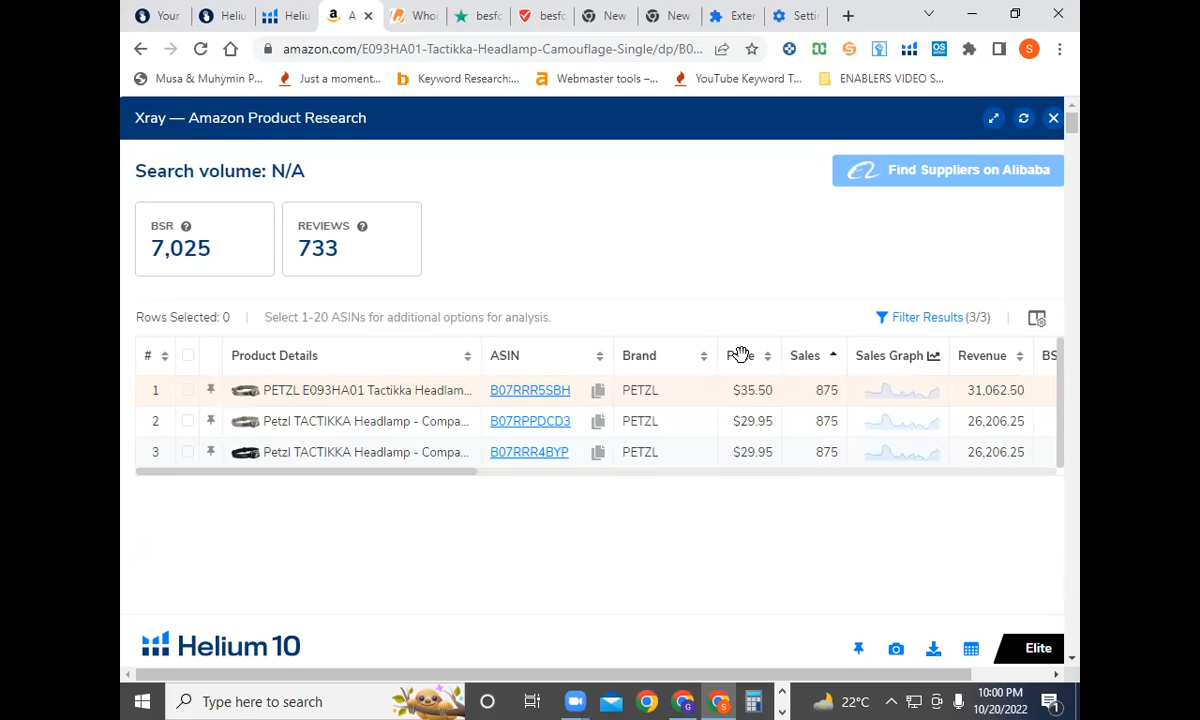 Your
Heliu
Heliu
A
Whol
besfc
besfc
New
New
Exter
Setti
amazon.com/E093HA01-Tactikka-Headlamp-Camouflage-Single/dp/B0...
S
Musa & Muhymin P...
Just a moment...
Keyword Research:...
Webmaster tools –...
YouTube Keyword T...
ENABLERS VIDEO S...
Xray — Amazon Product Research
Search volume: N/A
Find Suppliers on Alibaba
BSR
7,025
REVIEWS
733
Rows Selected: 0
Select 1-20 ASINs for additional options for analysis.
Filter Results (3/3)
# Product Details ASIN Brand Sales Sales Graph Revenue BS
1 PETZL E093HA01 Tactikka Headlam... B07RRR5SBH PETZL $35.50 875 31,062.50
2 Petzl TACTIKKA Headlamp - Compa... B07RPPDCD3 PETZL $29.95 875 26,206.25
3 Petzl TACTIKKA Headlamp - Compa... B07RRR4BYP PETZL $29.95 875 26,206.25
Helium 10
Elite
Type here to search
22°C
10:00 PM
10/20/2022
1